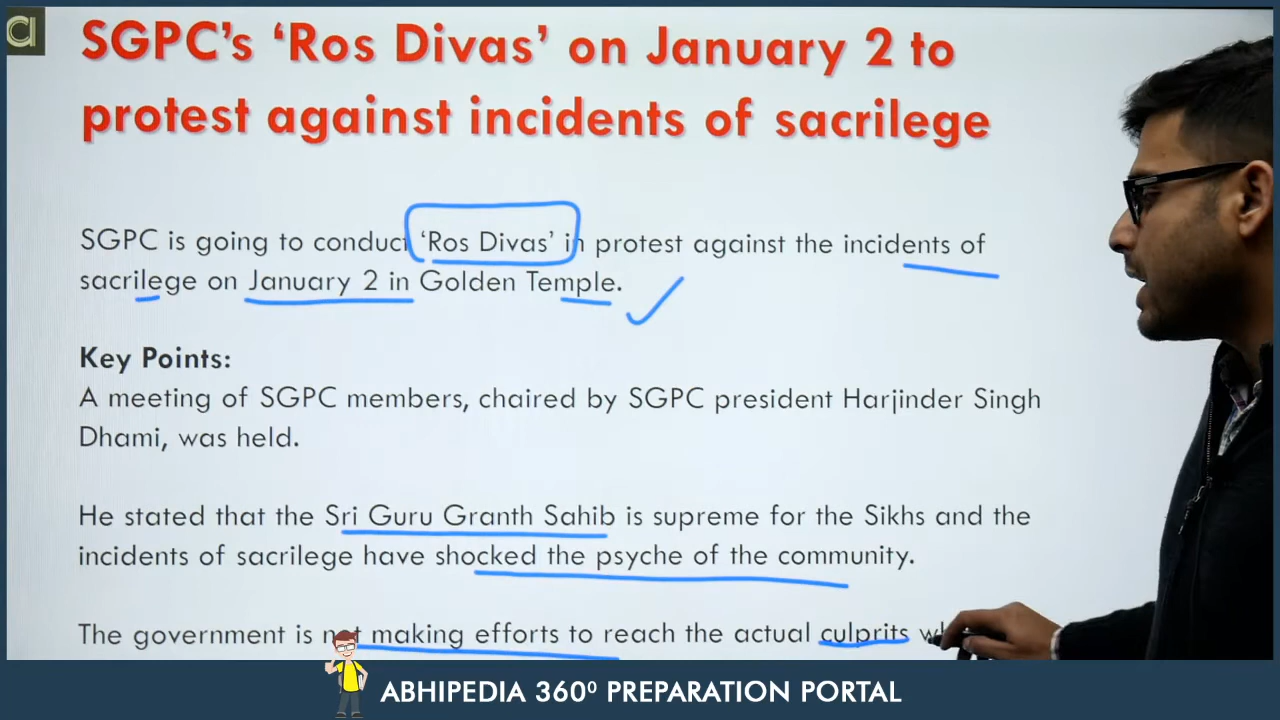 SGPC's 'Ros Divas' on January 2 to
protest against incidents of sacrilege
SGPC is going to conduct 'Ros Divas' in protest against the incidents of
sacrilege on January 2 in Golden Temple.
Key Points:
A meeting of SGPC members, chaired by SGPC president Harjinder Singh
Dhami, was held.
He stated that the Sri Guru Granth Sahib is supreme for the Sikhs and the
incidents of sacrilege have shocked the psyche of the community.
The government is not making efforts to reach the actual culprits
ABHIPEDIA 360⁰ PREPARATION PORTAL